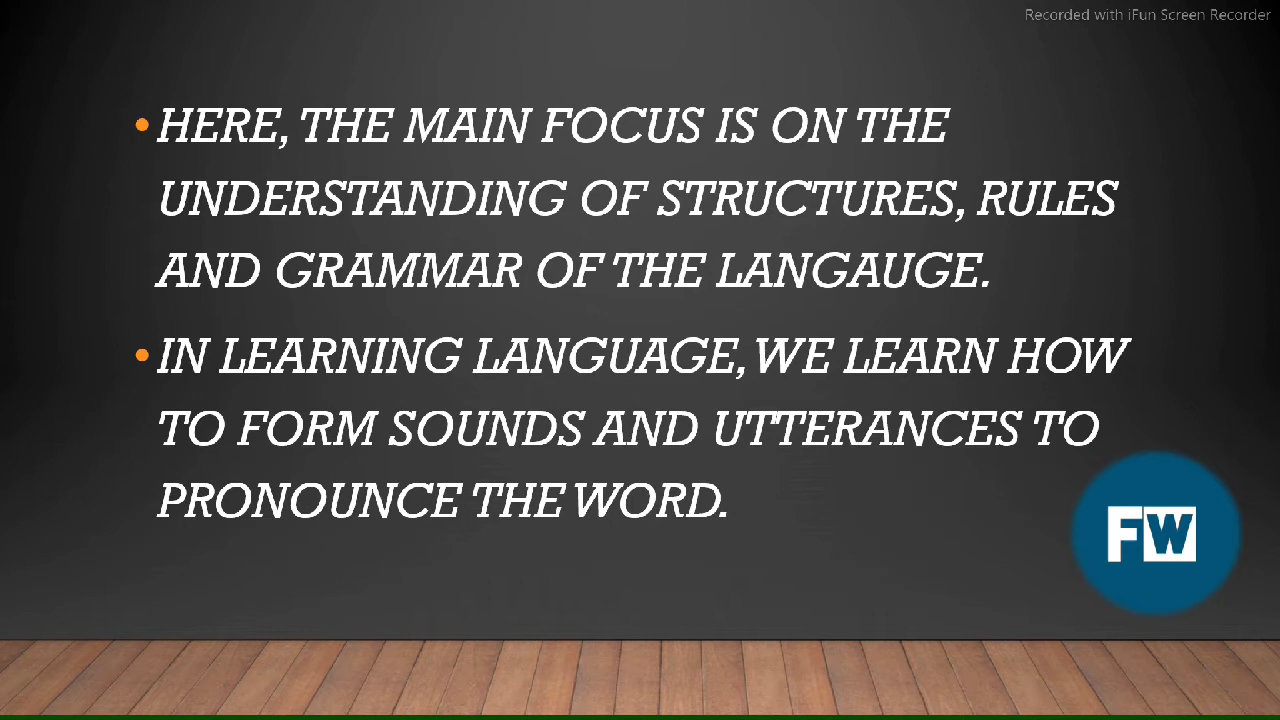 Recorded with iFun Screen Recorder
•HERE, THE MAIN FOCUS IS ON THE
UNDERSTANDING OF STRUCTURES, RULES
AND GRAMMAR OF THE LANGAUGE.
•IN LEARNING LANGUAGE, WE LEARN HOW
TO FORM SOUNDS AND UTTERANCES TO
PRONOUNCE THE WORD.
FW